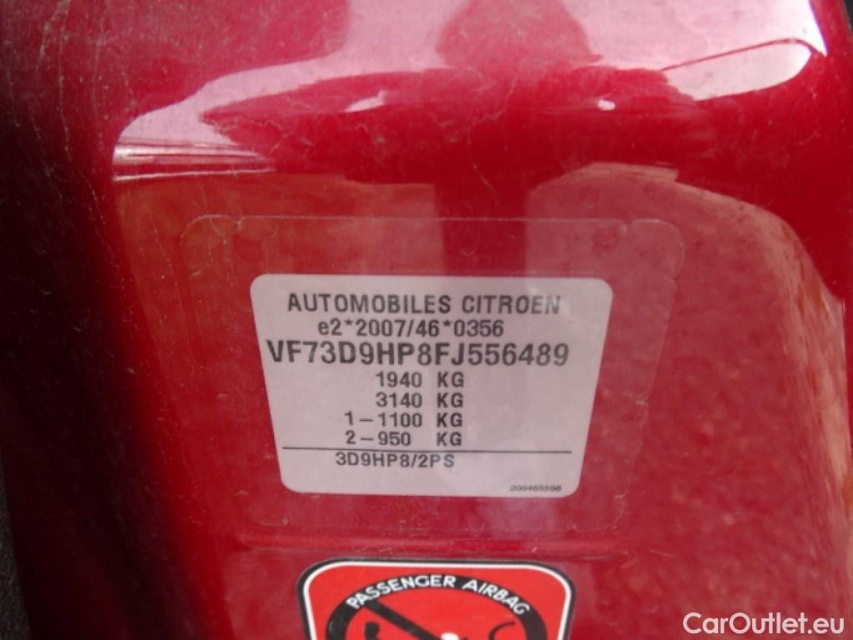 AUTOMOBILES CITROEN
e2*2007/46*0356
VF73D9HP8FJ556489
1940 KG
3140 KG
1-1100 KG
2-950 KG
3D9HP8/2PS
200465598
PASSENGER AIRBAG
CarOutlet.eu